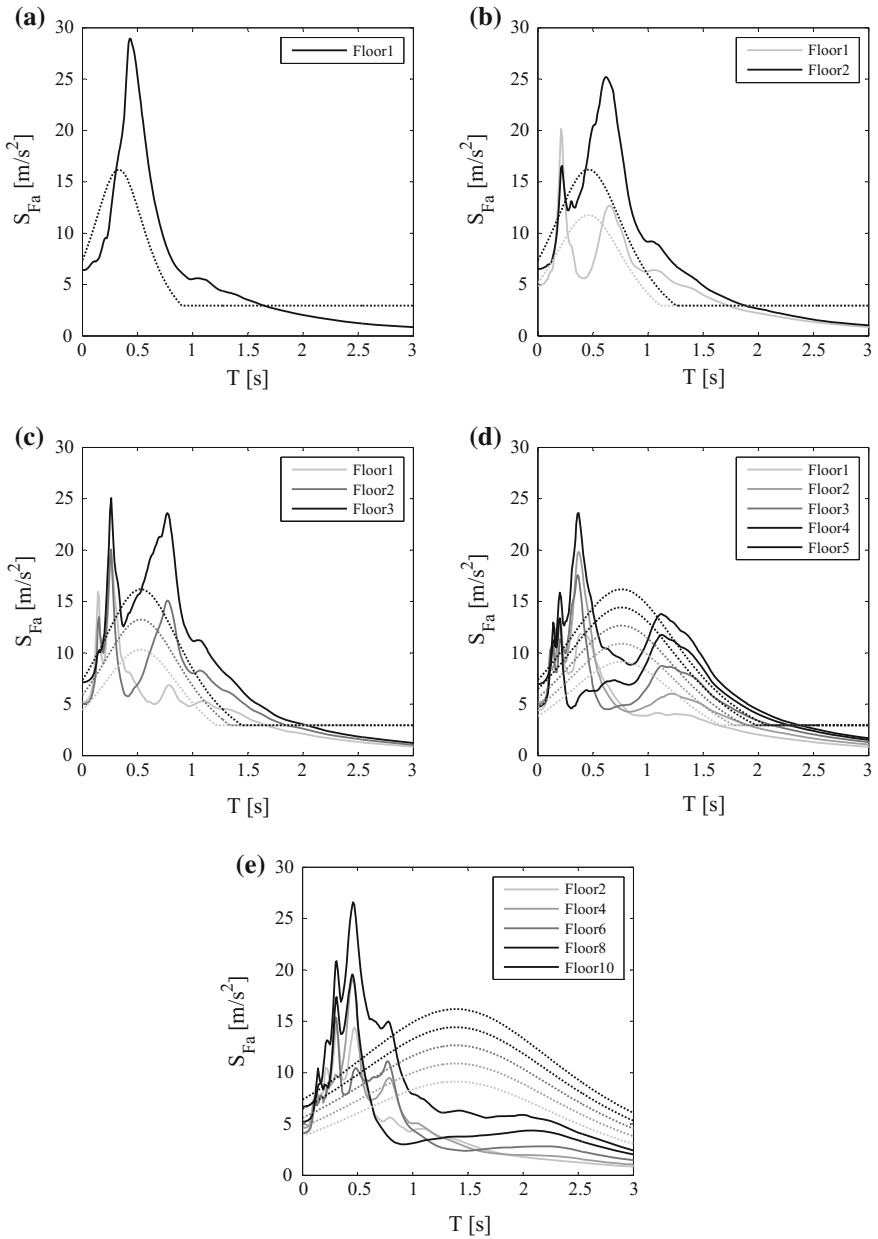 (a)
30
25
20
15
10
5
0
S_Fa [m/s²]
Floor1
0 0.5 1 1.5 2 2.5 3
T [s]
(b)
30
25
20
15
10
5
0
S_Fa [m/s²]
Floor1
Floor2
0 0.5 1 1.5 2 2.5 3
T [s]
(c)
30
25
20
15
10
5
0
S_Fa [m/s²]
Floor1
Floor2
Floor3
0 0.5 1 1.5 2 2.5 3
T [s]
(d)
30
25
20
15
10
5
0
S_Fa [m/s²]
Floor1
Floor2
Floor3
Floor4
Floor5
0 0.5 1 1.5 2 2.5 3
T [s]
(e)
30
25
20
15
10
5
0
S_Fa [m/s²]
Floor2
Floor4
Floor6
Floor8
Floor10
0 0.5 1 1.5 2 2.5 3
T [s]